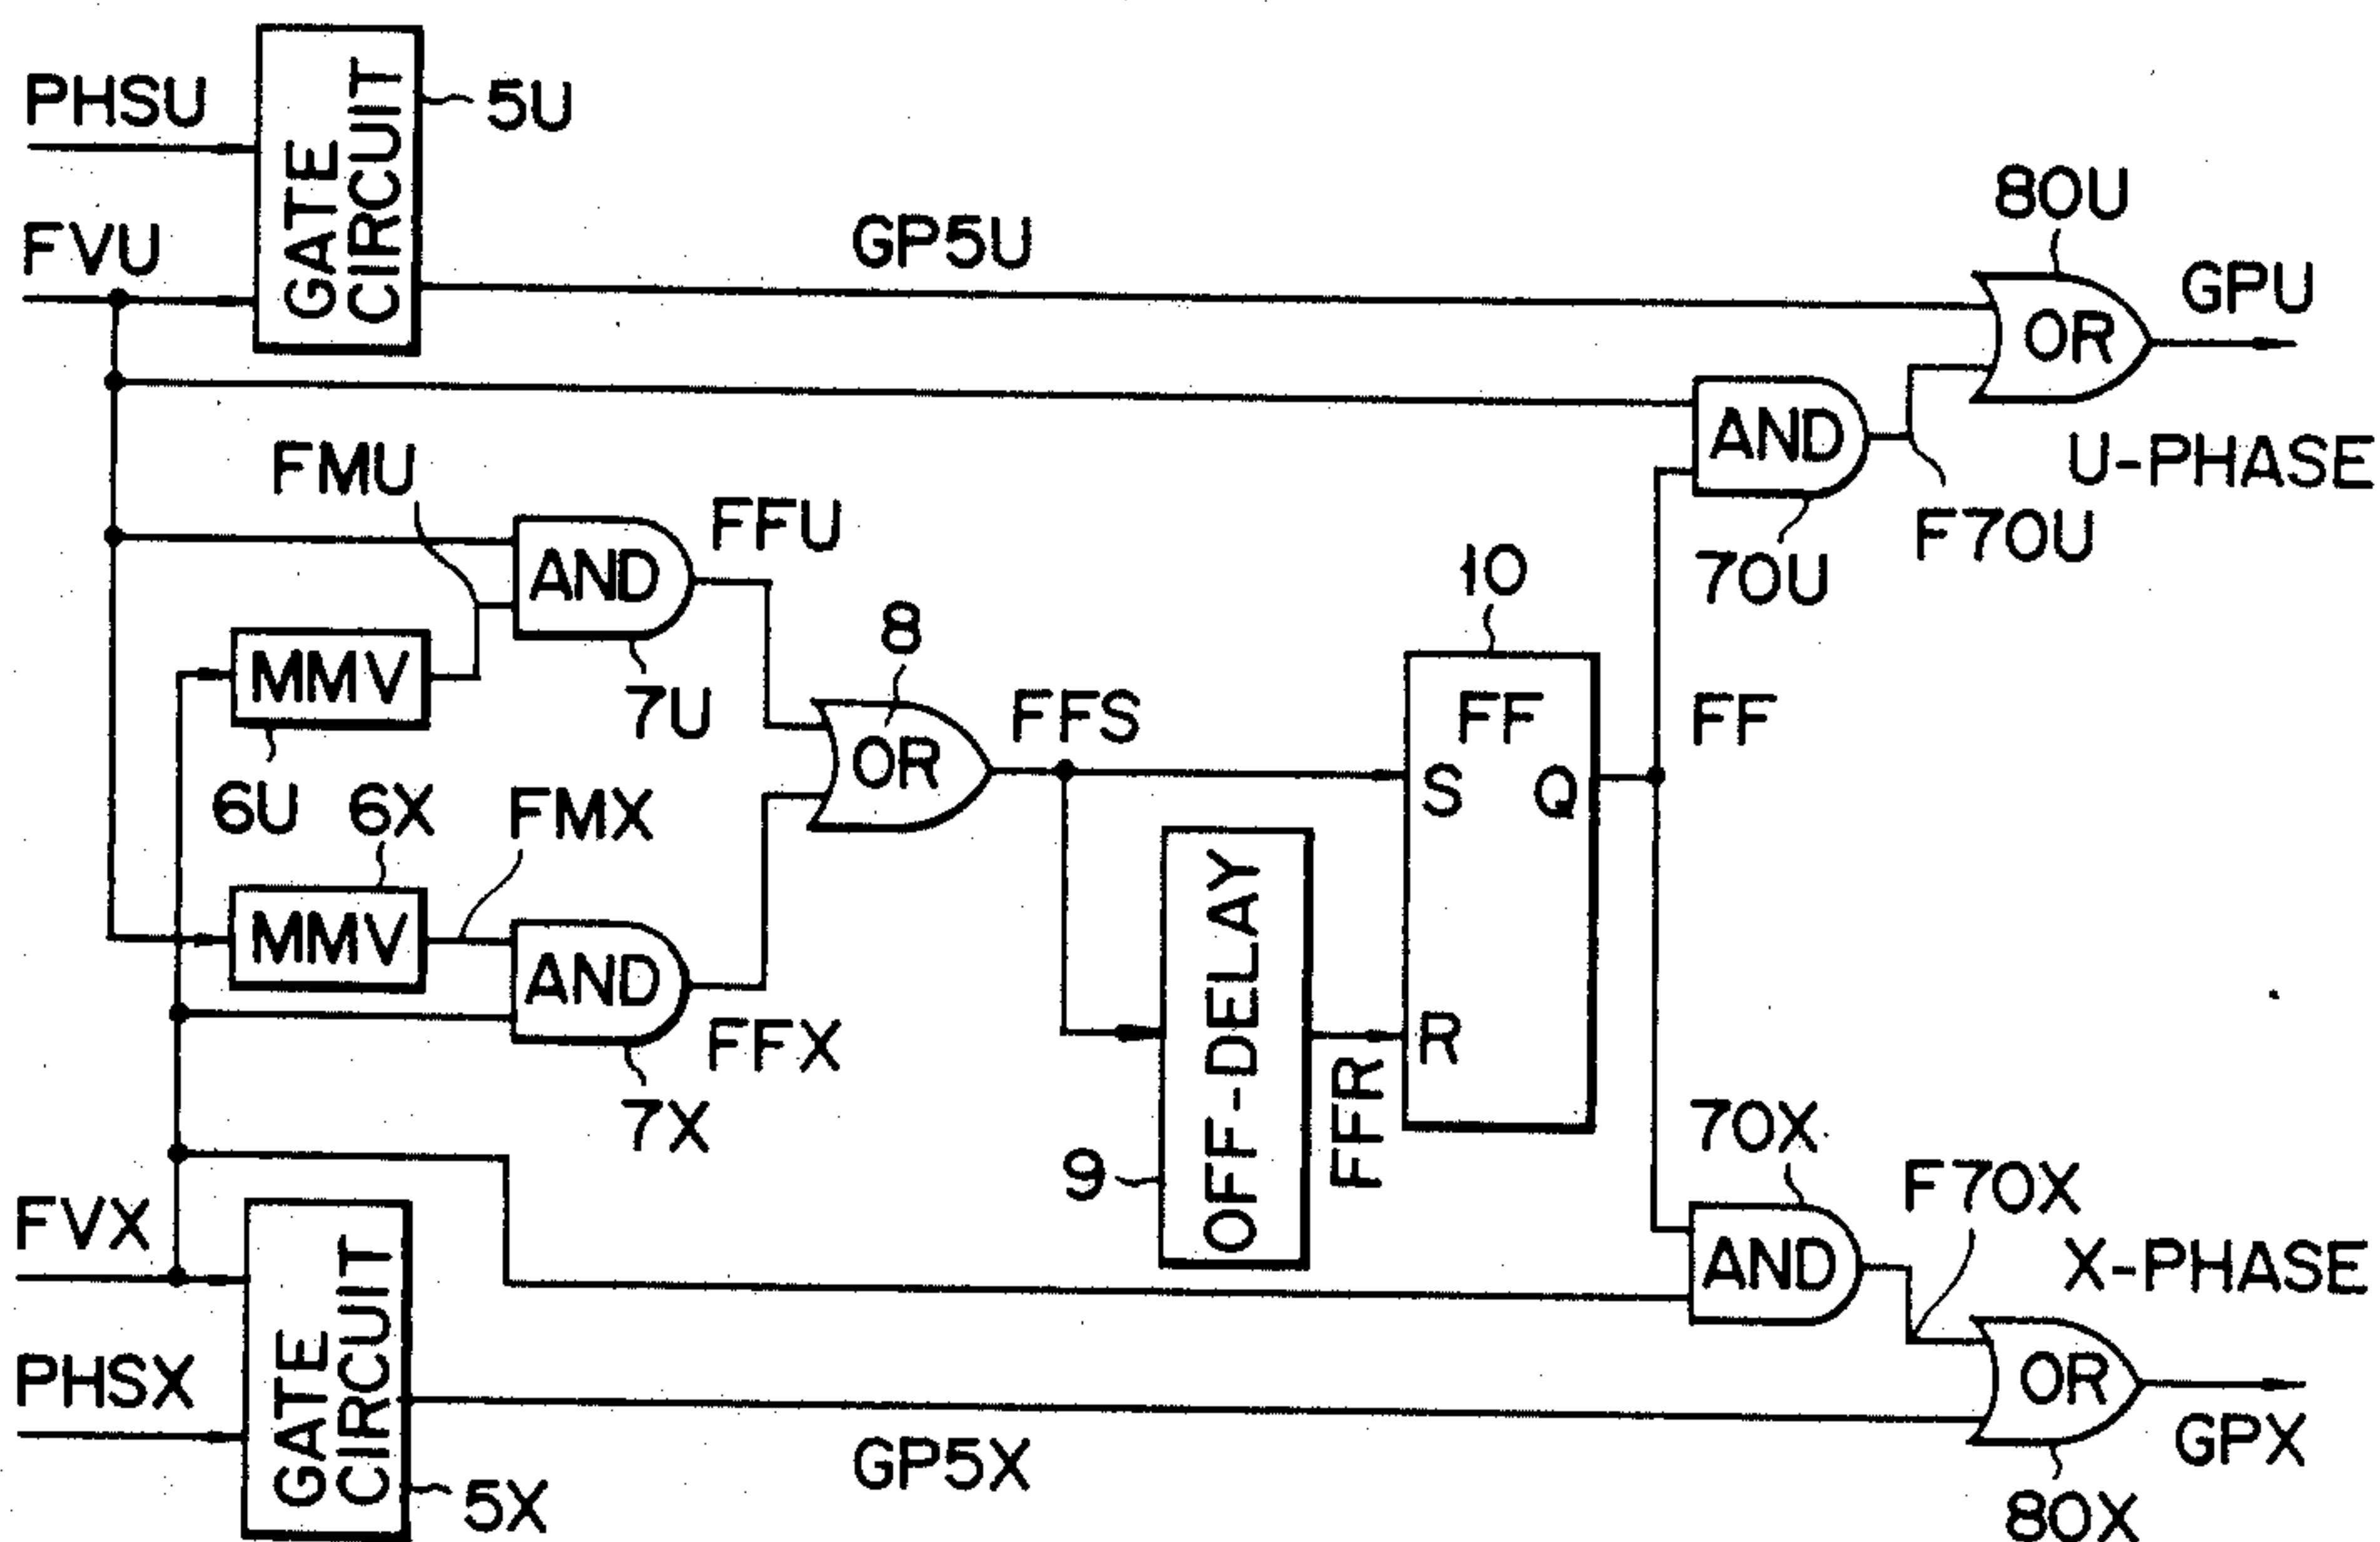 PHSU
FVU
GATE
CIRCUIT
5U
GP5U
80U
OR
GPU
AND
U-PHASE
F70U
70U
FMU
AND
FFU
7U
MMV
6U
6X
FMX
MMV
AND
FFX
7X
8
OR
FFS
10
FF
S
Q
R
FF
OFF-DELAY
9
FFR
70X
F70X
AND
X-PHASE
FVX
PHSX
GATE
CIRCUIT
5X
GP5X
OR
GPX
80X